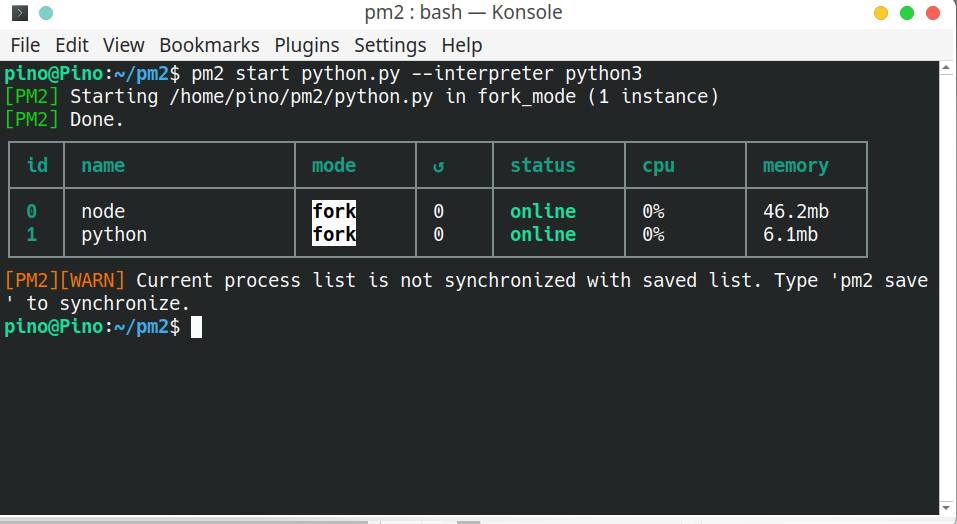 pm2 : bash — Konsole
File Edit View Bookmarks Plugins Settings Help
pino@Pino:~/pm2$ pm2 start python.py --interpreter python3
[PM2] Starting /home/pino/pm2/python.py in fork_mode (1 instance)
[PM2] Done.
id name mode ↺ status cpu memory
0 node fork 0 online 0% 46.2mb
1 python fork 0 online 0% 6.1mb
[PM2][WARN] Current process list is not synchronized with saved list. Type 'pm2 save
' to synchronize.
pino@Pino:~/pm2$